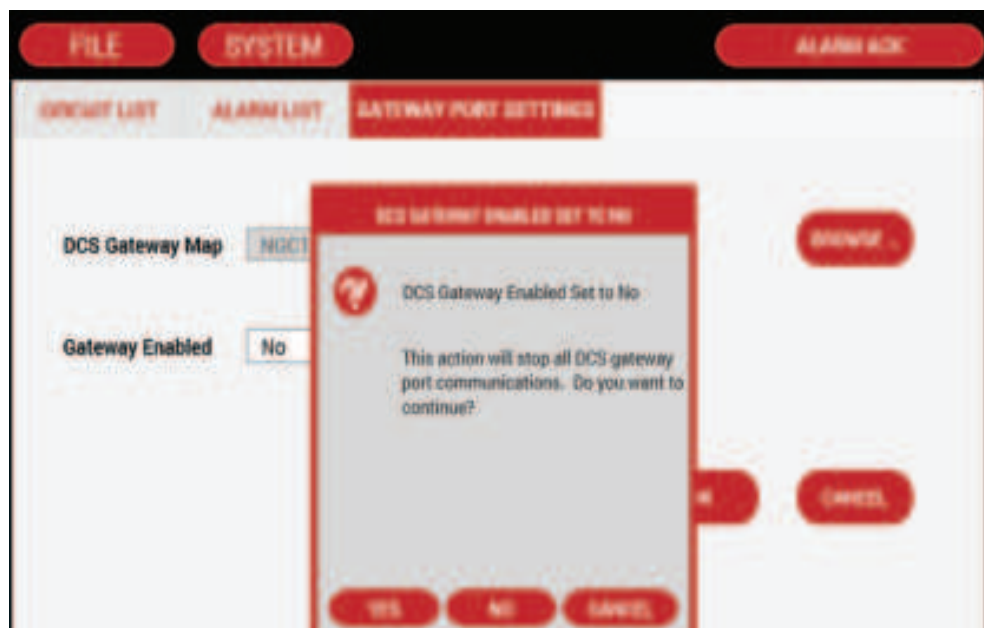 FILE SYSTEM ALARM ACK
CIRCUIT LIST ALARM LIST GATEWAY PORT SETTINGS
DCS GATEWAY ENABLED SET TO NO
DCS Gateway Map NGC1 BROWSE...
DCS Gateway Enabled Set to No
Gateway Enabled No
This action will stop all DCS gateway
port communications. Do you want to
continue?
CANCEL
YES NO CANCEL